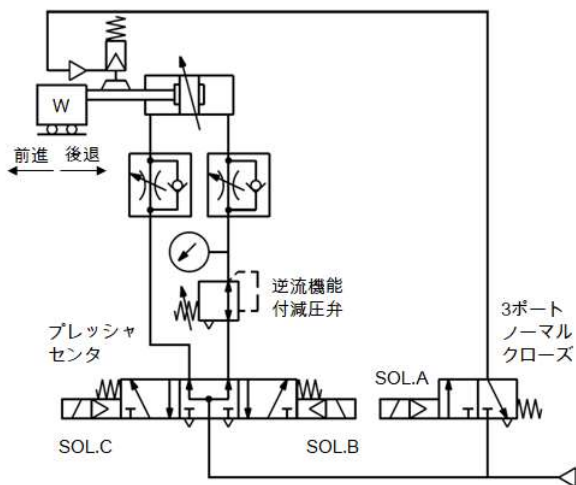 W
前進 後退
逆流機能
付減圧弁
プレッシャ
センタ
3ポート
ノーマル
クローズ
SOL.A
SOL.C
SOL.B